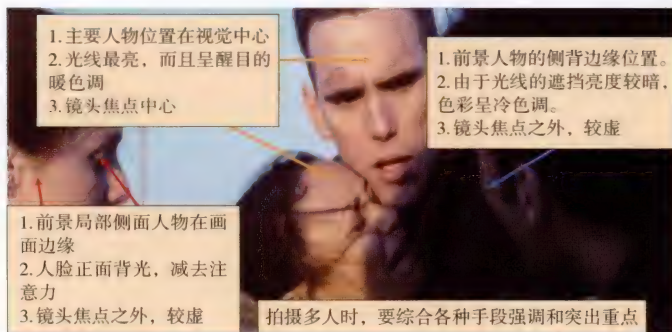 1.主要人物位置在视觉中心
2.光线最亮，而且呈醒目的
暖色调
3.镜头焦点中心
1.前景人物的侧背边缘位置。
2.由于光线的遮挡亮度较暗，
色彩呈冷色调。
3.镜头焦点之外，较虚
1.前景局部侧面人物在画
面边缘
2.人脸正面背光，减去注
意力
3.镜头焦点之外，较虚
拍摄多人时，要综合各种手段强调和突出重点